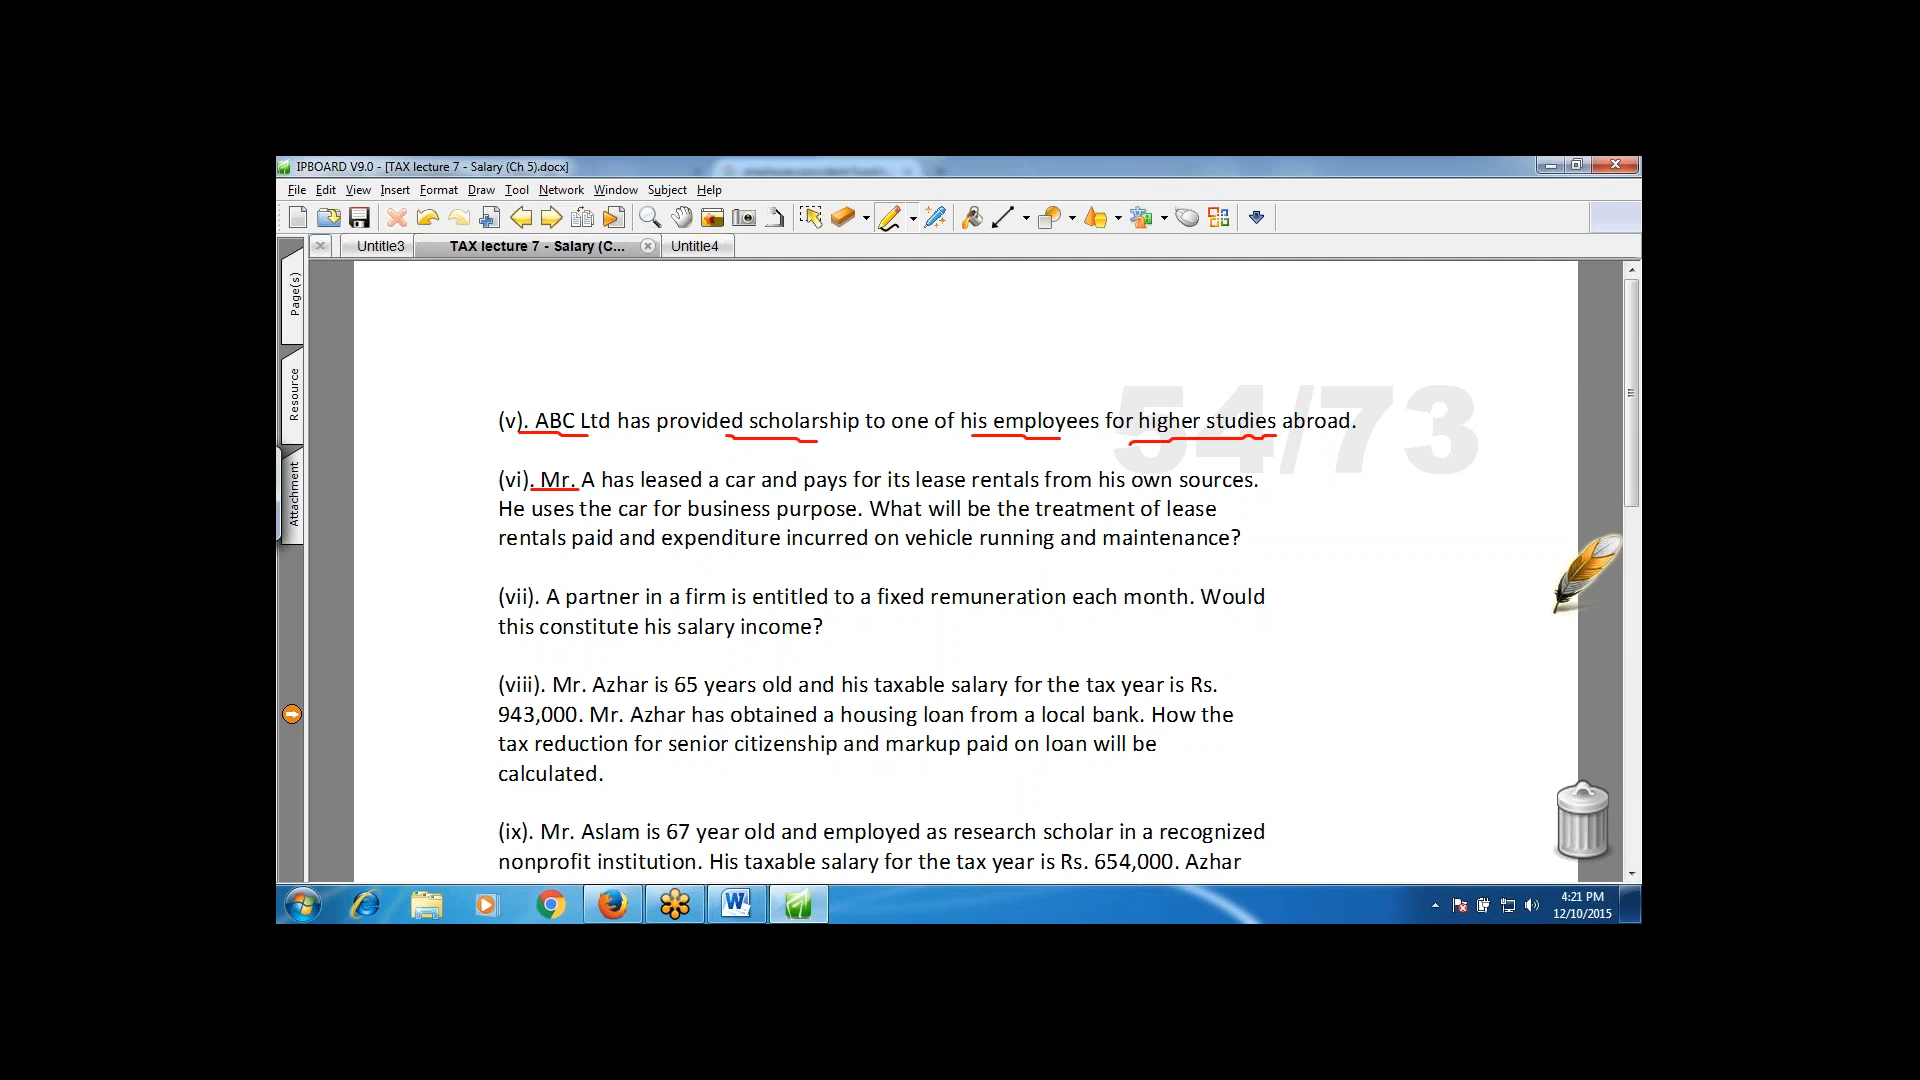 IPBOARD V9.0 - [TAX lecture 7 - Salary (Ch 5).docx]
File Edit View Insert Format Draw Tool Network Window Subject Help
Untitle3 TAX lecture 7 - Salary (C... Untitle4
Page(s)
Resource
Attachment
54/73
(v). ABC Ltd has provided scholarship to one of his employees for higher studies abroad.
(vi). Mr. A has leased a car and pays for its lease rentals from his own sources.
He uses the car for business purpose. What will be the treatment of lease
rentals paid and expenditure incurred on vehicle running and maintenance?
(vii). A partner in a firm is entitled to a fixed remuneration each month. Would
this constitute his salary income?
(viii). Mr. Azhar is 65 years old and his taxable salary for the tax year is Rs.
943,000. Mr. Azhar has obtained a housing loan from a local bank. How the
tax reduction for senior citizenship and markup paid on loan will be
calculated.
(ix). Mr. Aslam is 67 year old and employed as research scholar in a recognized
nonprofit institution. His taxable salary for the tax year is Rs. 654,000. Azhar
4:21 PM
12/10/2015